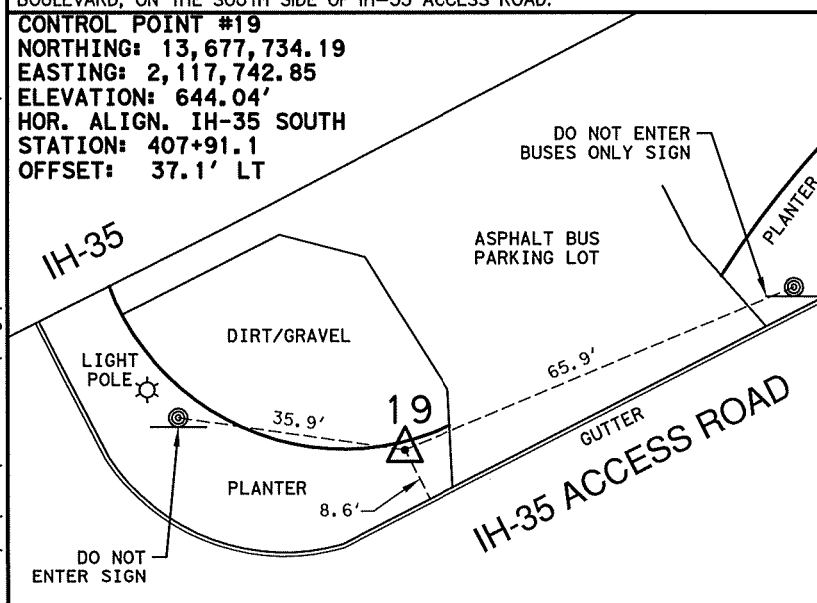 BOULEVARD, ON THE SOUTH SIDE OF IH-35 ACCESS ROAD.
CONTROL POINT #19
NORTHING: 13,677,734.19
EASTING: 2,117,742.85
ELEVATION: 644.04'
HOR. ALIGN. IH-35 SOUTH
STATION: 407+91.1
OFFSET: 37.1' LT
DO NOT ENTER
BUSES ONLY SIGN
PLANTER
IH-35
ASPHALT BUS
PARKING LOT
DIRT/GRAVEL
LIGHT
POLE
65.9'
35.9'
19
GUTTER
IH-35 ACCESS ROAD
PLANTER
8.6'
DO NOT
ENTER SIGN